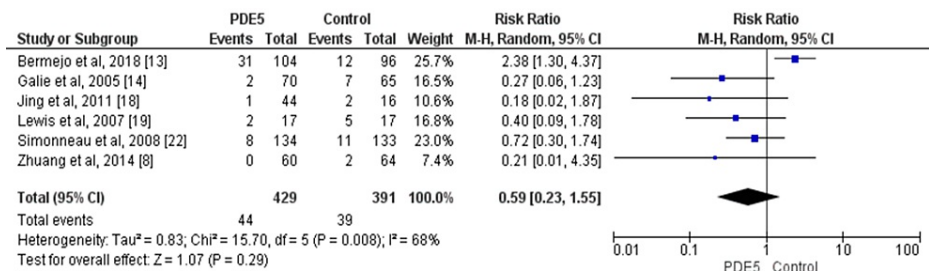 PDE5 Control Risk Ratio Risk Ratio
Study or Subgroup Events Total Events Total Weight M-H, Random, 95% CI M-H, Random, 95% CI
Bermejo et al, 2018 [13] 31 104 12 96 25.7% 2.38 [1.30, 4.37]
Galie et al, 2005 [14] 2 70 7 65 16.5% 0.27 [0.06, 1.23]
Jing et al, 2011 [18] 1 44 2 16 10.6% 0.18 [0.02, 1.87]
Lewis et al, 2007 [19] 2 17 5 17 16.8% 0.40 [0.09, 1.78]
Simonneau et al, 2008 [22] 8 134 11 133 23.0% 0.72 [0.30, 1.74]
Zhuang et al, 2014 [8] 0 60 2 64 7.4% 0.21 [0.01, 4.35]
Total (95% CI) 429 391 100.0% 0.59 [0.23, 1.55]
Total events 44 39
Heterogeneity: Tau² = 0.83; Chi² = 15.70, df = 5 (P = 0.008); I² = 68%
Test for overall effect: Z = 1.07 (P = 0.29)
0.01 0.1 1 10 100
PDE5 Control